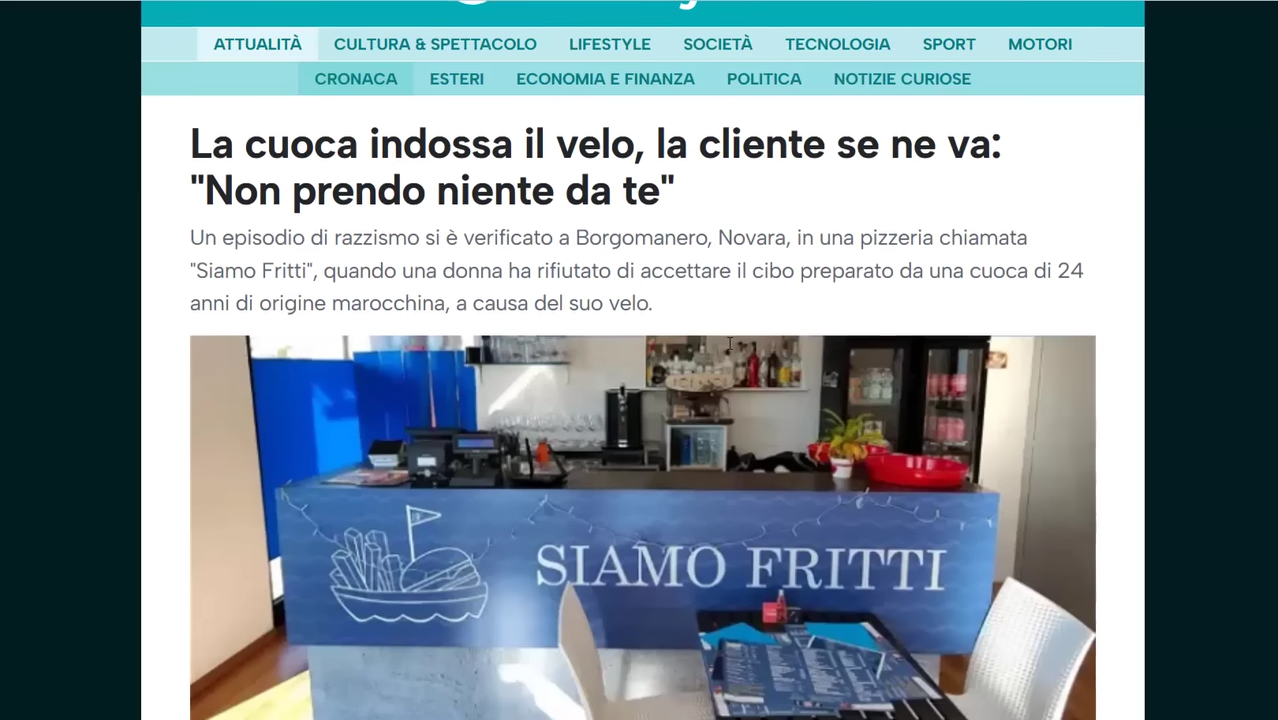 ATTUALITÀ CULTURA & SPETTACOLO LIFESTYLE SOCIETÀ TECNOLOGIA SPORT MOTORI
CRONACA ESTERI ECONOMIA E FINANZA POLITICA NOTIZIE CURIOSE
La cuoca indossa il velo, la cliente se ne va:
"Non prendo niente da te"
Un episodio di razzismo si è verificato a Borgomanero, Novara, in una pizzeria chiamata
"Siamo Fritti", quando una donna ha rifiutato di accettare il cibo preparato da una cuoca di 24
anni di origine marocchina, a causa del suo velo.
SIAMO FRITTI